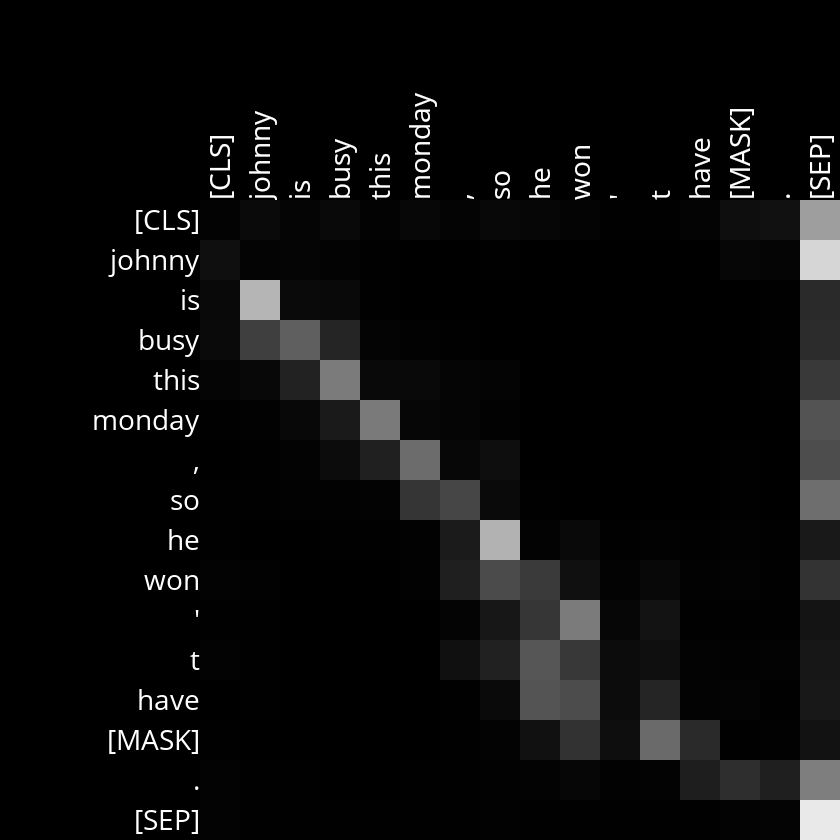 [CLS] johnny is busy this monday , so he won ' t have [MASK] . [SEP]
[CLS]
johnny
is
busy
this
monday
,
so
he
won
'
t
have
[MASK]
.
[SEP]